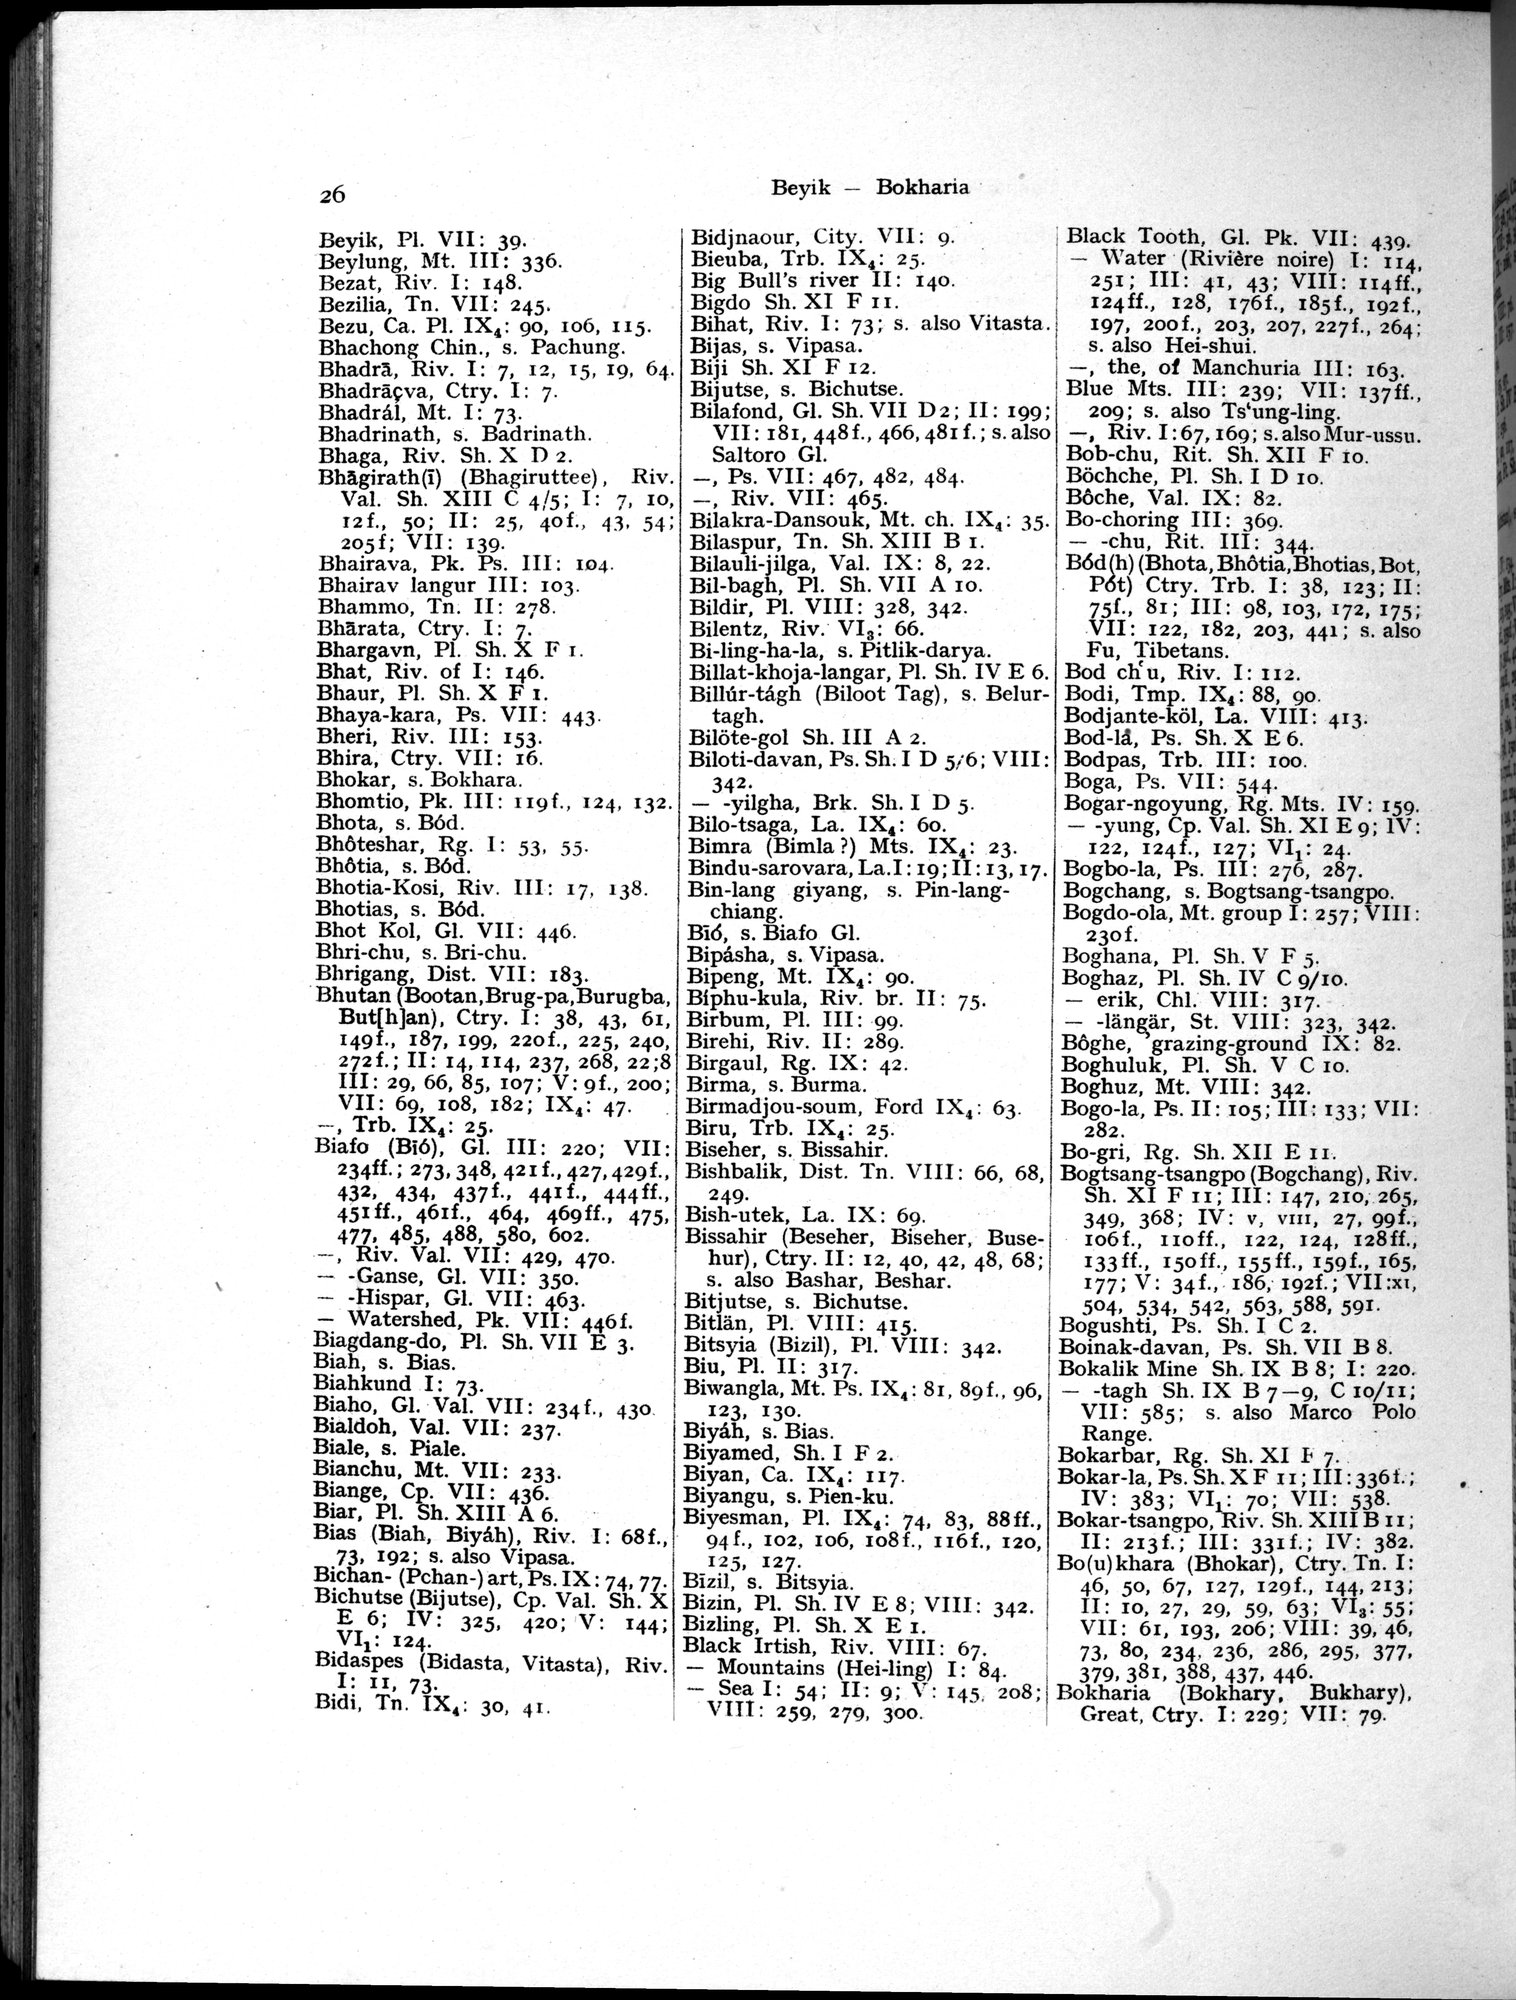 26
Beyik — Bokharia
Beyik, Pl. VII: 39.
Beylung, Mt. III: 336.
Bezat, Riv. I: 148.
Bezilia, Tn. VII: 245.
Bezu, Ca. Pl. IX₄: 90, 106, 115.
Bhachong Chin., s. Pachung.
Bhadrā, Riv. I: 7, 12, 15, 19, 64.
Bhadrāçva, Ctry. I: 7.
Bhadrál, Mt. I: 73.
Bhadrinath, s. Badrinath.
Bhaga, Riv. Sh. X D 2.
Bhāgirath(ī) (Bhagiruttee), Riv.
Val. Sh. XIII C 4/5; I: 7, 10,
12f., 50; II: 25, 40f., 43, 54;
205f; VII: 139.
Bhairava, Pk. Ps. III: 104.
Bhairav langur III: 103.
Bhammo, Tn. II: 278.
Bhārata, Ctry. I: 7.
Bhargavn, Pl. Sh. X F 1.
Bhat, Riv. of I: 146.
Bhaur, Pl. Sh. X F 1.
Bhaya-kara, Ps. VII: 443.
Bheri, Riv. III: 153.
Bhira, Ctry. VII: 16.
Bhokar, s. Bokhara.
Bhomtio, Pk. III: 119f., 124, 132.
Bhota, s. Bód.
Bhôteshar, Rg. I: 53, 55.
Bhôtia, s. Bód.
Bhotia-Kosi, Riv. III: 17, 138.
Bhotias, s. Bód.
Bhot Kol, Gl. VII: 446.
Bhri-chu, s. Bri-chu.
Bhrigang, Dist. VII: 183.
Bhutan (Bootan, Brug-pa, Burugba,
But[h]an), Ctry. I: 38, 43, 61,
149f., 187, 199, 220f., 225, 240,
272f.; II: 14, 114, 237, 268, 22;8
III: 29, 66, 85, 107; V: 9f., 200;
VII: 69, 108, 182; IX₄: 47.
—, Trb. IX₄: 25.
Biafo (Bīó), Gl. III: 220; VII:
234ff.; 273, 348, 421f., 427, 429f.,
432, 434, 437f., 441f., 444ff.,
451ff., 461f., 464, 469ff., 475,
477, 485, 488, 580, 602.
—, Riv. Val. VII: 429, 470.
— -Ganse, Gl. VII: 350.
— -Hispar, Gl. VII: 463.
— Watershed, Pk. VII: 446f.
Biagdang-do, Pl. Sh. VII E 3.
Biah, s. Bias.
Biahkund I: 73.
Biaho, Gl. Val. VII: 234f., 430
Bialdoh, Val. VII: 237.
Biale, s. Piale.
Bianchu, Mt. VII: 233.
Biange, Cp. VII: 436.
Biar, Pl. Sh. XIII A 6.
Bias (Biah, Biyáh), Riv. I: 68f.,
73, 192; s. also Vipasa.
Bichan- (Pchan-) art, Ps. IX: 74, 77.
Bichutse (Bijutse), Cp. Val. Sh. X
E 6; IV: 325, 420; V: 144;
VI₁: 124.
Bidaspes (Bidasta, Vitasta), Riv.
I: 11, 73.
Bidi, Tn. IX₄: 30, 41.
Bidjnaour, City. VII: 9.
Bieuba, Trb. IX₄: 25.
Big Bull's river II: 140.
Bigdo Sh. XI F 11.
Bihat, Riv. I: 73; s. also Vitasta.
Bijas, s. Vipasa.
Biji Sh. XI F 12.
Bijutse, s. Bichutse.
Bilafond, Gl. Sh. VII D2; II: 199;
VII: 181, 448f., 466, 481f.; s. also
Saltoro Gl.
—, Ps. VII: 467, 482, 484.
—, Riv. VII: 465.
Bilakra-Dansouk, Mt. ch. IX₄: 35.
Bilaspur, Tn. Sh. XIII B 1.
Bilauli-jilga, Val. IX: 8, 22.
Bil-bagh, Pl. Sh. VII A 10.
Bildir, Pl. VIII: 328, 342.
Bilentz, Riv. VI₃: 66.
Bi-ling-ha-la, s. Pitlik-darya.
Billat-khoja-langar, Pl. Sh. IV E 6.
Billúr-tágh (Biloot Tag), s. Belur-
tagh.
Bilöte-gol Sh. III A 2.
Biloti-davan, Ps. Sh. I D 5/6; VIII:
342.
— -yilgha, Brk. Sh. I D 5.
Bilo-tsaga, La. IX₄: 60.
Bimra (Bimla?) Mts. IX₄: 23.
Bindu-sarovara, La. I: 19; II: 13, 17.
Bin-lang giyang, s. Pin-lang-
chiang.
Bīó, s. Biafo Gl.
Bipásha, s. Vipasa.
Bipeng, Mt. IX₄: 90.
Bíphu-kula, Riv. br. II: 75.
Birbum, Pl. III: 99.
Birehi, Riv. II: 289.
Birgaul, Rg. IX: 42.
Birma, s. Burma.
Birmadjou-soum, Ford IX₄: 63.
Biru, Trb. IX₄: 25.
Biseher, s. Bissahir.
Bishbalik, Dist. Tn. VIII: 66, 68,
249.
Bish-utek, La. IX: 69.
Bissahir (Beseher, Biseher, Buse-
hur), Ctry. II: 12, 40, 42, 48, 68;
s. also Bashar, Beshar.
Bitjutse, s. Bichutse.
Bitlän, Pl. VIII: 415.
Bitsyia (Bizil), Pl. VIII: 342.
Biu, Pl. II: 317.
Biwangla, Mt. Ps. IX₄: 81, 89f., 96,
123, 130.
Biyáh, s. Bias.
Biyamed, Sh. I F 2.
Biyan, Ca. IX₄: 117.
Biyangu, s. Pien-ku.
Biyesman, Pl. IX₄: 74, 83, 88ff.,
94f., 102, 106, 108f., 116f., 120,
125, 127.
Bīzil, s. Bitsyia.
Bizin, Pl. Sh. IV E 8; VIII: 342.
Bizling, Pl. Sh. X E 1.
Black Irtish, Riv. VIII: 67.
— Mountains (Hei-ling) I: 84.
— Sea I: 54; II: 9; V: 145, 208;
VIII: 259, 279, 300.
Black Tooth, Gl. Pk. VII: 439.
— Water (Rivière noire) I: 114,
251; III: 41, 43; VIII: 114ff.,
124ff., 128, 176f., 185f., 192f.,
197, 200f., 203, 207, 227f., 264;
s. also Hei-shui.
—, the, of Manchuria III: 163.
Blue Mts. III: 239; VII: 137ff.,
209; s. also Tsʻung-ling.
—, Riv. I: 67, 169; s. also Mur-ussu.
Bob-chu, Rit. Sh. XII F 10.
Böchche, Pl. Sh. I D 10.
Bôche, Val. IX: 82.
Bo-choring III: 369.
— -chu, Rit. III: 344.
Bód(h) (Bhota, Bhôtia, Bhotias, Bot,
Pót) Ctry. Trb. I: 38, 123; II:
75f., 81; III: 98, 103, 172, 175;
VII: 122, 182, 203, 441; s. also
Fu, Tibetans.
Bod chʻu, Riv. I: 112.
Bodi, Tmp. IX₄: 88, 90.
Bodjante-köl, La. VIII: 413.
Bod-lá, Ps. Sh. X E 6.
Bodpas, Trb. III: 100.
Boga, Ps. VII: 544.
Bogar-ngoyung, Rg. Mts. IV: 159.
— -yung, Cp. Val. Sh. XI E 9; IV:
122, 124f., 127; VI₁: 24.
Bogbo-la, Ps. III: 276, 287.
Bogchang, s. Bogtsang-tsangpo.
Bogdo-ola, Mt. group I: 257; VIII:
230f.
Boghana, Pl. Sh. V F 5.
Boghaz, Pl. Sh. IV C 9/10.
— erik, Chl. VIII: 317.
— -längär, St. VIII: 323, 342.
Bôghe, grazing-ground IX: 82.
Boghuluk, Pl. Sh. V C 10.
Boghuz, Mt. VIII: 342.
Bogo-la, Ps. II: 105; III: 133; VII:
282.
Bo-gri, Rg. Sh. XII E 11.
Bogtsang-tsangpo (Bogchang), Riv.
Sh. XI F 11; III: 147, 210, 265,
349, 368; IV: v, viii, 27, 99f.,
106f., 110ff., 122, 124, 128ff.,
133ff., 150ff., 155ff., 159f., 165,
177; V: 34f., 186, 192f.; VII: xi,
504, 534, 542, 563, 588, 591.
Bogushti, Ps. Sh. I C 2.
Boinak-davan, Ps. Sh. VII B 8.
Bokalik Mine Sh. IX B 8; I: 220.
— -tagh Sh. IX B 7—9, C 10/11;
VII: 585; s. also Marco Polo
Range.
Bokarbar, Rg. Sh. XI F 7.
Bokar-la, Ps. Sh. X F 11; III: 336f.;
IV: 383; VI₁: 70; VII: 538.
Bokar-tsangpo, Riv. Sh. XIII B 11;
II: 213f.; III: 331f.; IV: 382.
Bo(u)khara (Bhokar), Ctry. Tn. I:
46, 50, 67, 127, 129f., 144, 213;
II: 10, 27, 29, 59, 63; VI₃: 55;
VII: 61, 193, 206; VIII: 39, 46,
73, 80, 234, 236, 286, 295, 377,
379, 381, 388, 437, 446.
Bokharia (Bokhary, Bukhary),
Great, Ctry. I: 229; VII: 79.